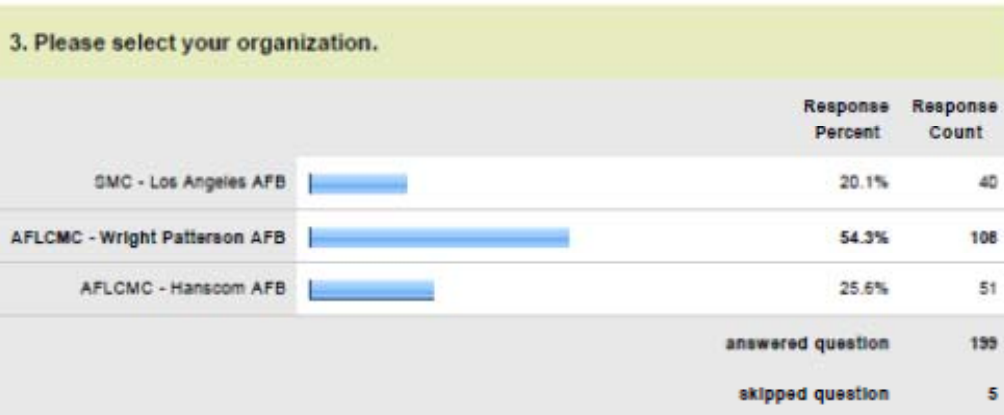 3. Please select your organization.
Response Percent Response Count
SMC - Los Angeles AFB 20.1% 40
AFLCMC - Wright Patterson AFB 54.3% 108
AFLCMC - Hanscom AFB 25.6% 51
answered question 199
skipped question 5